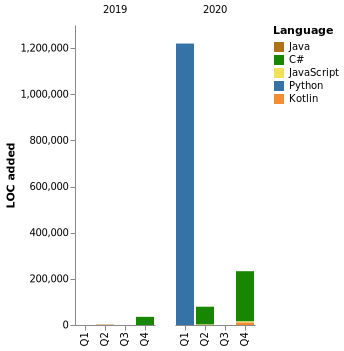 2019
2020
LOC added
1,200,000
1,000,000
800,000
600,000
400,000
200,000
0
Q1
Q2
Q3
Q4
Q1
Q2
Q3
Q4
Language
Java
C#
JavaScript
Python
Kotlin